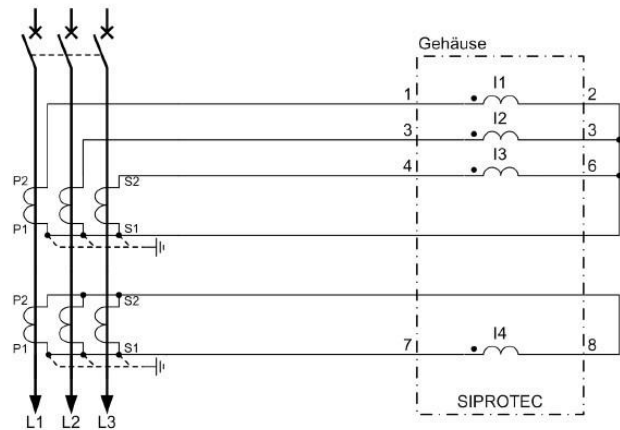 Gehäuse
1 I1 2
3 I2 3
4 I3 6
P2 S2
P1 S1
P2 S2
P1 S1
7 I4 8
SIPROTEC
L1 L2 L3